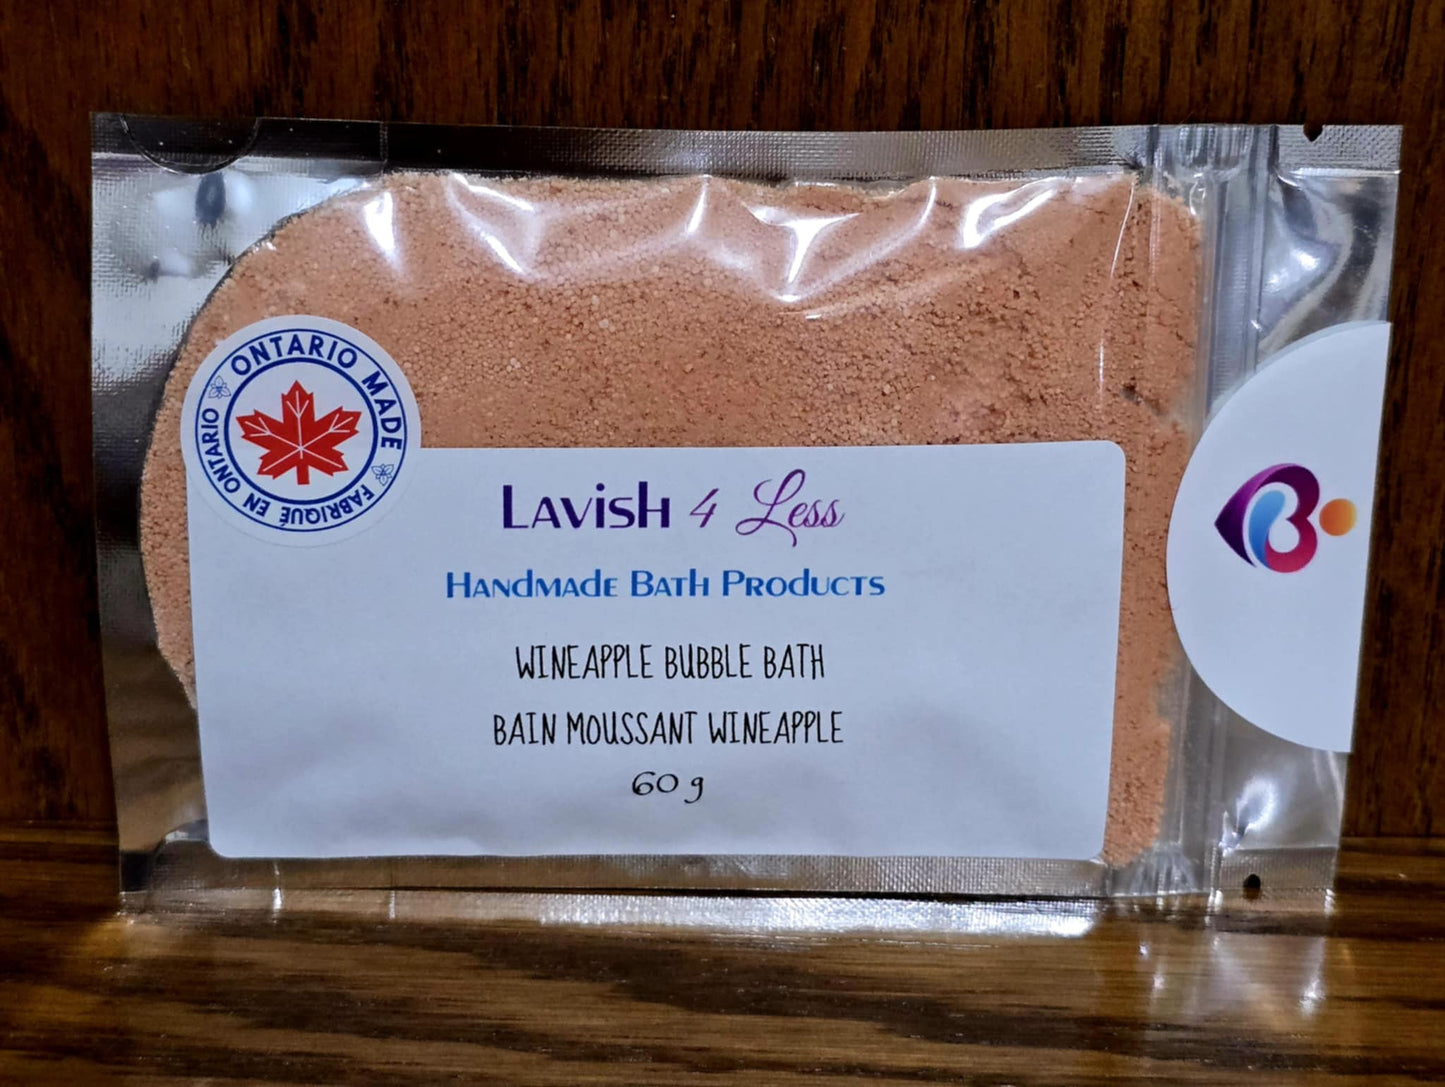 ONTARIO MADE
FABRIQUÉ EN ONTARIO
Lavish 4 Less
Handmade Bath Products
WINEAPPLE BUBBLE BATH
BAIN MOUSSANT WINEAPPLE
60 g